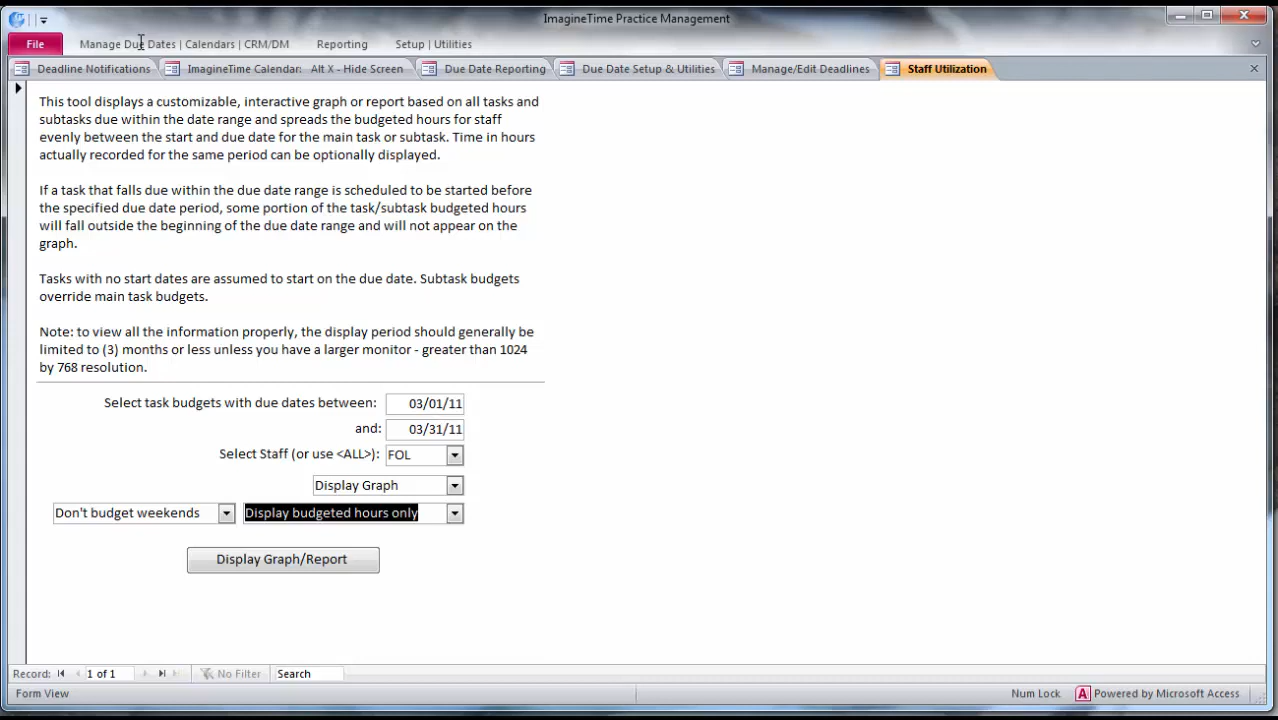 ImagineTime Practice Management
File Manage Due Dates | Calendars | CRM/DM Reporting Setup | Utilities
Deadline Notifications ImagineTime Calendar: Alt X - Hide Screen Due Date Reporting Due Date Setup & Utilities Manage/Edit Deadlines Staff Utilization
This tool displays a customizable, interactive graph or report based on all tasks and
subtasks due within the date range and spreads the budgeted hours for staff
evenly between the start and due date for the main task or subtask. Time in hours
actually recorded for the same period can be optionally displayed.
If a task that falls due within the due date range is scheduled to be started before
the specified due date period, some portion of the task/subtask budgeted hours
will fall outside the beginning of the due date range and will not appear on the
graph.
Tasks with no start dates are assumed to start on the due date. Subtask budgets
override main task budgets.
Note: to view all the information properly, the display period should generally be
limited to (3) months or less unless you have a larger monitor - greater than 1024
by 768 resolution.
Select task budgets with due dates between: 03/01/11
and: 03/31/11
Select Staff (or use <ALL>): FOL
Display Graph
Don't budget weekends Display budgeted hours only
Display Graph/Report
Record: 1 of 1 No Filter Search
Form View Num Lock Powered by Microsoft Access